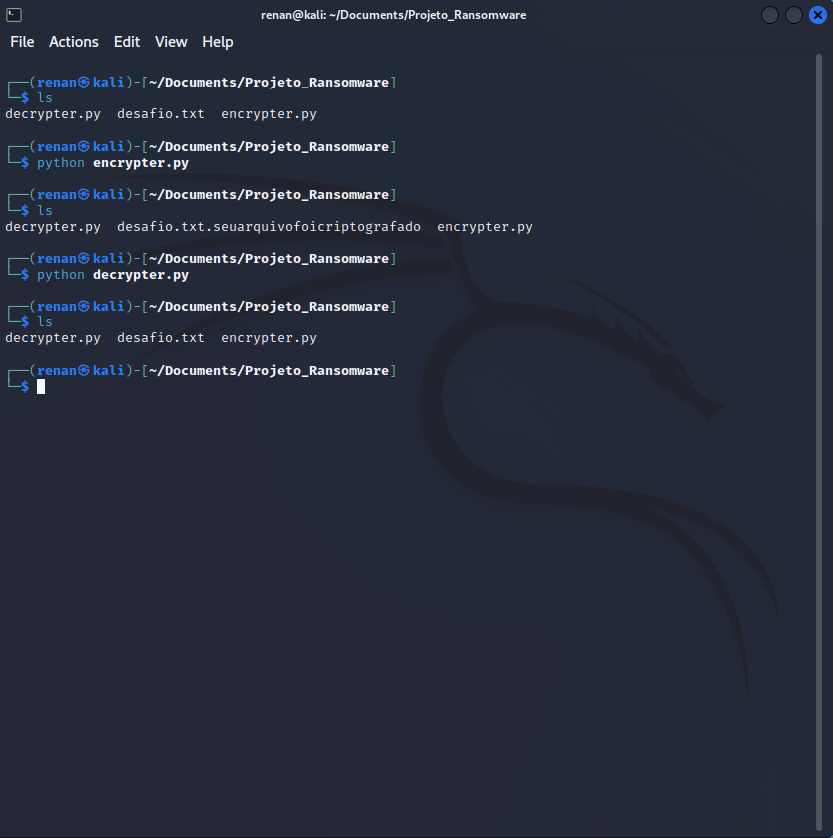 renan@kali: ~/Documents/Projeto_Ransomware
File Actions Edit View Help
┌──(renan㉿kali)-[~/Documents/Projeto_Ransomware]
└─$ ls
decrypter.py  desafio.txt  encrypter.py
┌──(renan㉿kali)-[~/Documents/Projeto_Ransomware]
└─$ python encrypter.py
┌──(renan㉿kali)-[~/Documents/Projeto_Ransomware]
└─$ ls
decrypter.py  desafio.txt.seuarquivofoicriptografado  encrypter.py
┌──(renan㉿kali)-[~/Documents/Projeto_Ransomware]
└─$ python decrypter.py
┌──(renan㉿kali)-[~/Documents/Projeto_Ransomware]
└─$ ls
decrypter.py  desafio.txt  encrypter.py
┌──(renan㉿kali)-[~/Documents/Projeto_Ransomware]
└─$